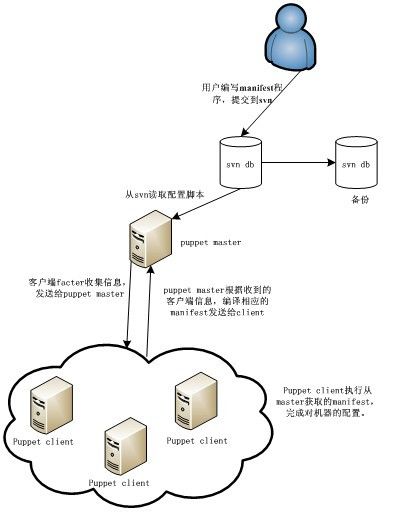 用户编写manifest程
序，提交到svn
svn db
svn db
备份
从svn读取配置脚本
puppet master
客户端facter收集信息，
发送给puppet master
puppet master根据收到的
客户端信息，编译相应的
manifest发送给client
Puppet client执行从
master获取的manifest，
完成对机器的配置。
Puppet client
Puppet client
Puppet client